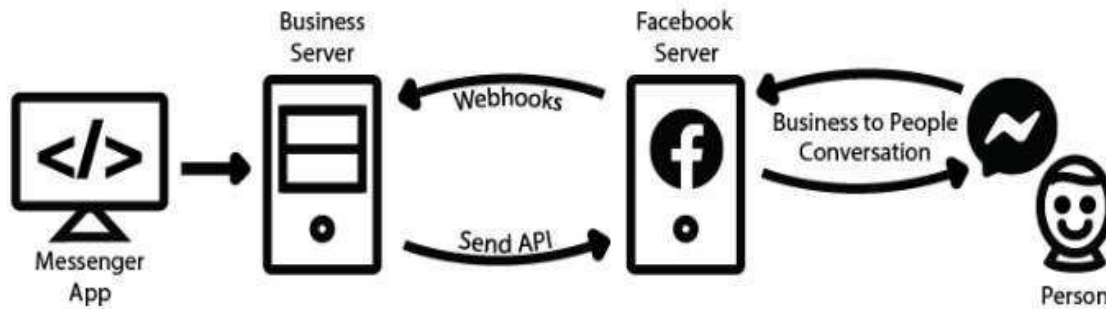 Business
Server
Facebook
Server
Webhooks
Business to People
Conversation
</>
f
Send API
Messenger
App
Person